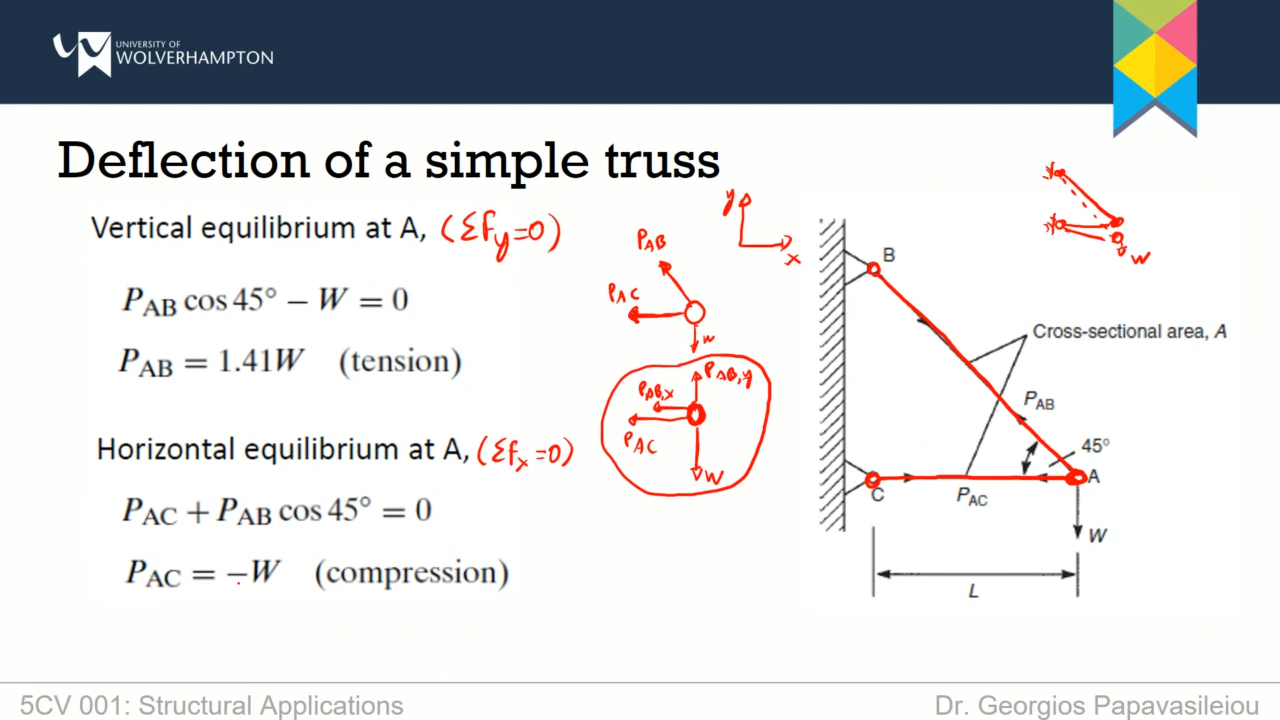 UNIVERSITY OF
WOLVERHAMPTON
Deflection of a simple truss
Vertical equilibrium at A, (Σfy=0)
P_AB cos 45° − W = 0
P_AB = 1.41W (tension)
Horizontal equilibrium at A, (Σfx=0)
P_AC + P_AB cos 45° = 0
P_AC = −W (compression)
y
x
P_AB
P_AC
W
P_AB,y
P_AB,x
P_AC
W
W
B
Cross-sectional area, A
P_AB
45°
A
C
P_AC
W
L
5CV 001: Structural Applications
Dr. Georgios Papavasileiou